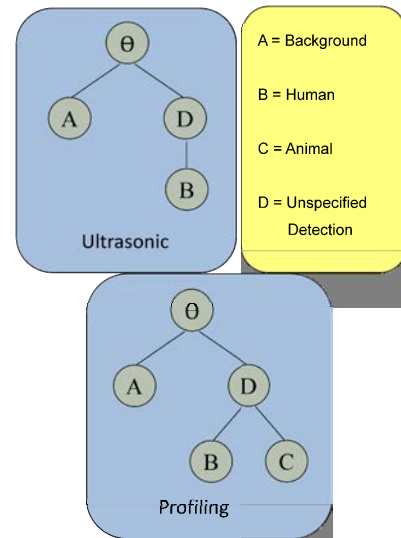 θ
A D
B
Ultrasonic
A = Background
B = Human
C = Animal
D = Unspecified
Detection
θ
A D
B C
Profiling